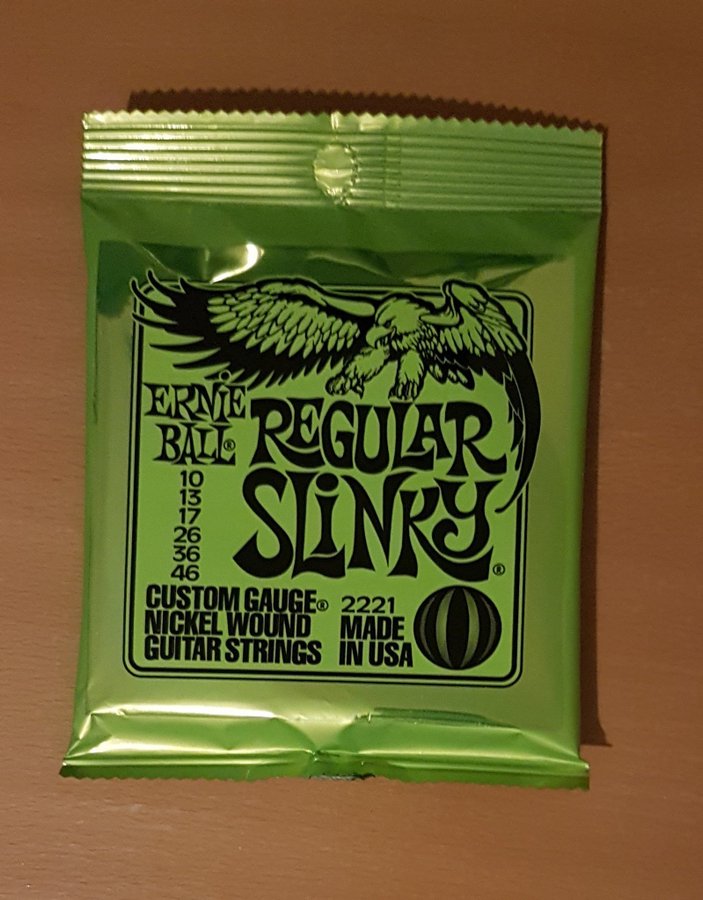 ERNIE
BALL®
REGULAR
SLINKY®
10
13
17
26
36
46
CUSTOM GAUGE®
NICKEL WOUND
GUITAR STRINGS
2221
MADE
IN USA